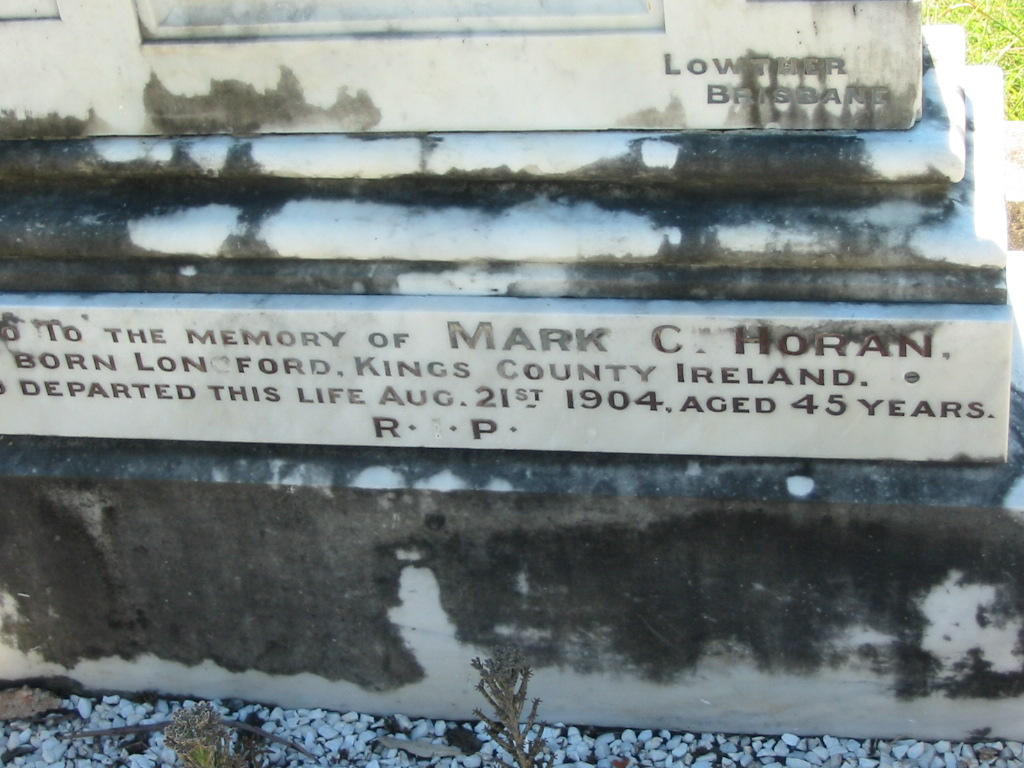 LOWTHER
BRISBANE
TO THE MEMORY OF MARK C. HORAN,
BORN LONGFORD, KINGS COUNTY IRELAND.
DEPARTED THIS LIFE AUG. 21ST 1904, AGED 45 YEARS.
R. I. P.